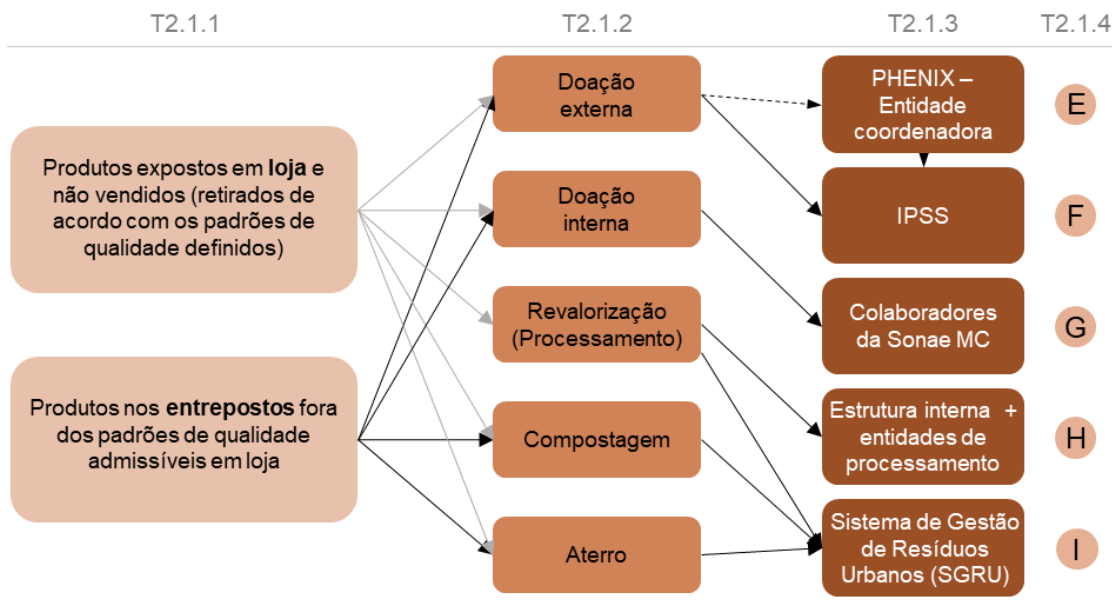 T2.1.1
T2.1.2
T2.1.3
T2.1.4
Produtos expostos em loja e
não vendidos (retirados de
acordo com os padrões de
qualidade definidos)
Produtos nos entrepostos fora
dos padrões de qualidade
admissíveis em loja
Doação
externa
Doação
interna
Revalorização
(Processamento)
Compostagem
Aterro
PHENIX –
Entidade
coordenadora
IPSS
Colaboradores
da Sonae MC
Estrutura interna +
entidades de
processamento
Sistema de Gestão
de Resíduos
Urbanos (SGRU)
E
F
G
H
I